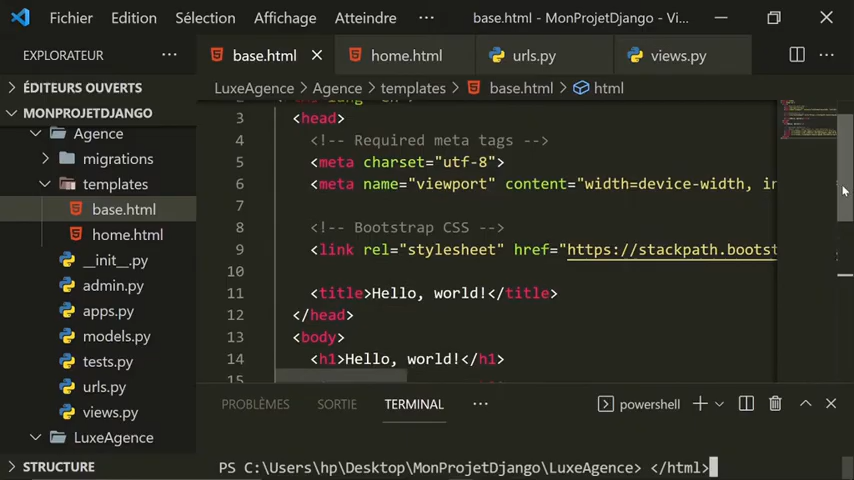 Fichier Edition Sélection Affichage Atteindre ··· base.html - MonProjetDjango - Vi...
EXPLORATEUR ··· base.html home.html urls.py views.py ···
ÉDITEURS OUVERTS
LuxeAgence > Agence > templates > base.html > html
MONPROJETDJANGO
Agence
migrations
templates
base.html
home.html
__init__.py
admin.py
apps.py
models.py
tests.py
urls.py
views.py
LuxeAgence
STRUCTURE
3 <head>
4 <!-- Required meta tags -->
5 <meta charset="utf-8">
6 <meta name="viewport" content="width=device-width, in
7
8 <!-- Bootstrap CSS -->
9 <link rel="stylesheet" href="https://stackpath.bootst
10
11 <title>Hello, world!</title>
12 </head>
13 <body>
14 <h1>Hello, world!</h1>
15
PROBLÈMES SORTIE TERMINAL ··· powershell
PS C:\Users\hp\Desktop\MonProjetDjango\LuxeAgence> </html>